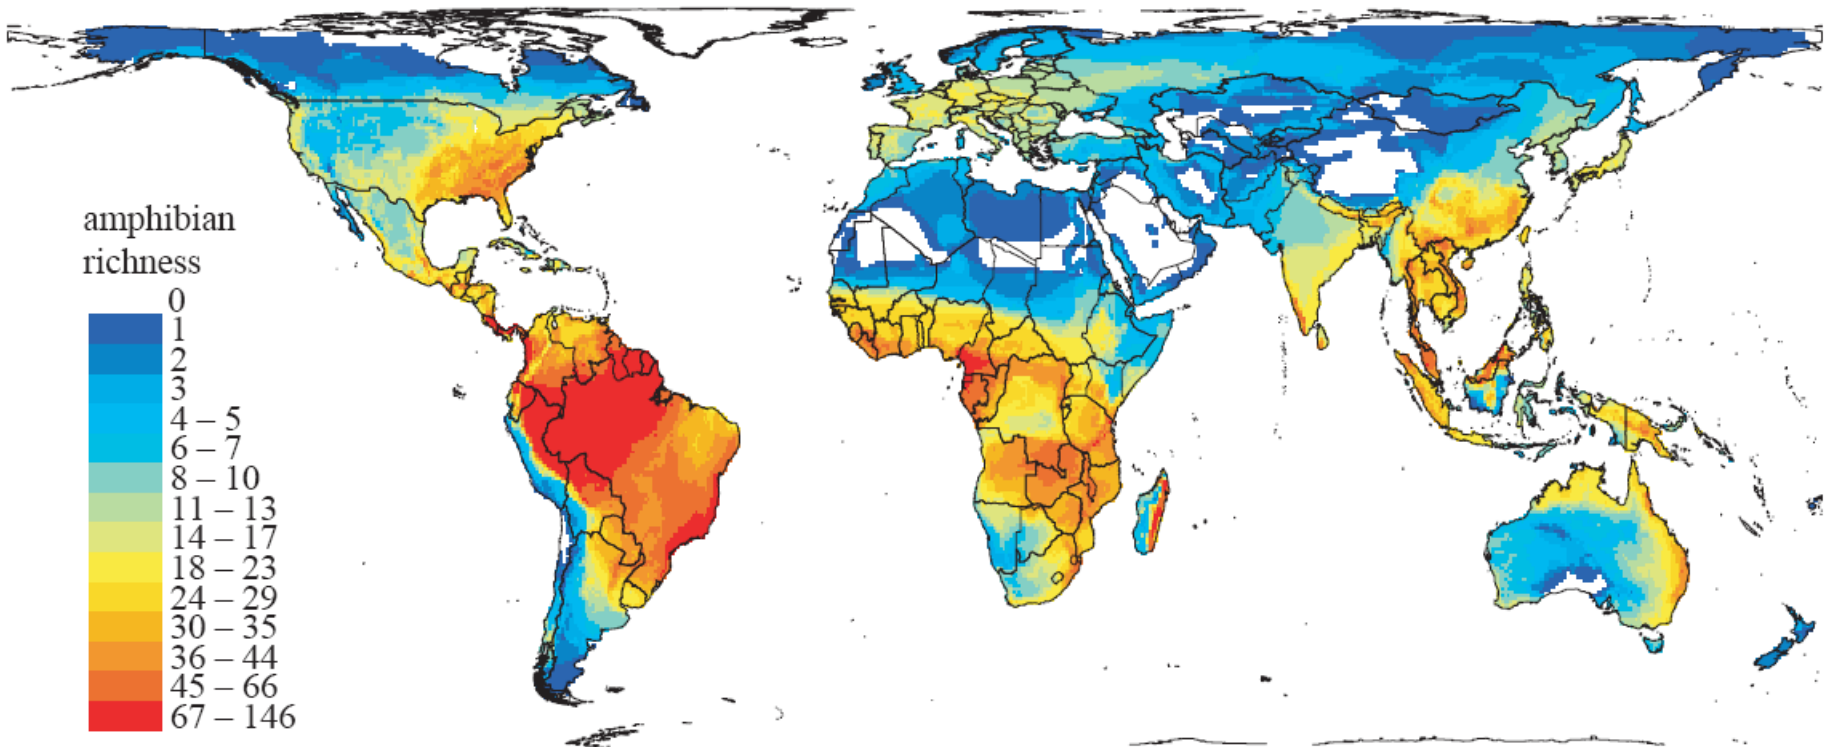 amphibian
richness
0
1
2
3
4 – 5
6 – 7
8 – 10
11 – 13
14 – 17
18 – 23
24 – 29
30 – 35
36 – 44
45 – 66
67 – 146